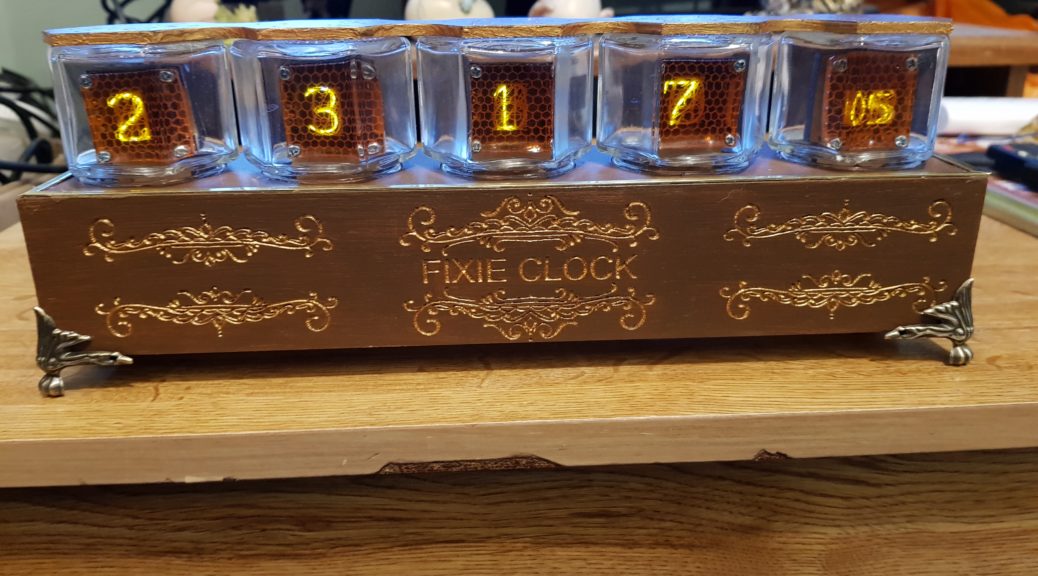 2 3 1 7 05
FIXIE CLOCK